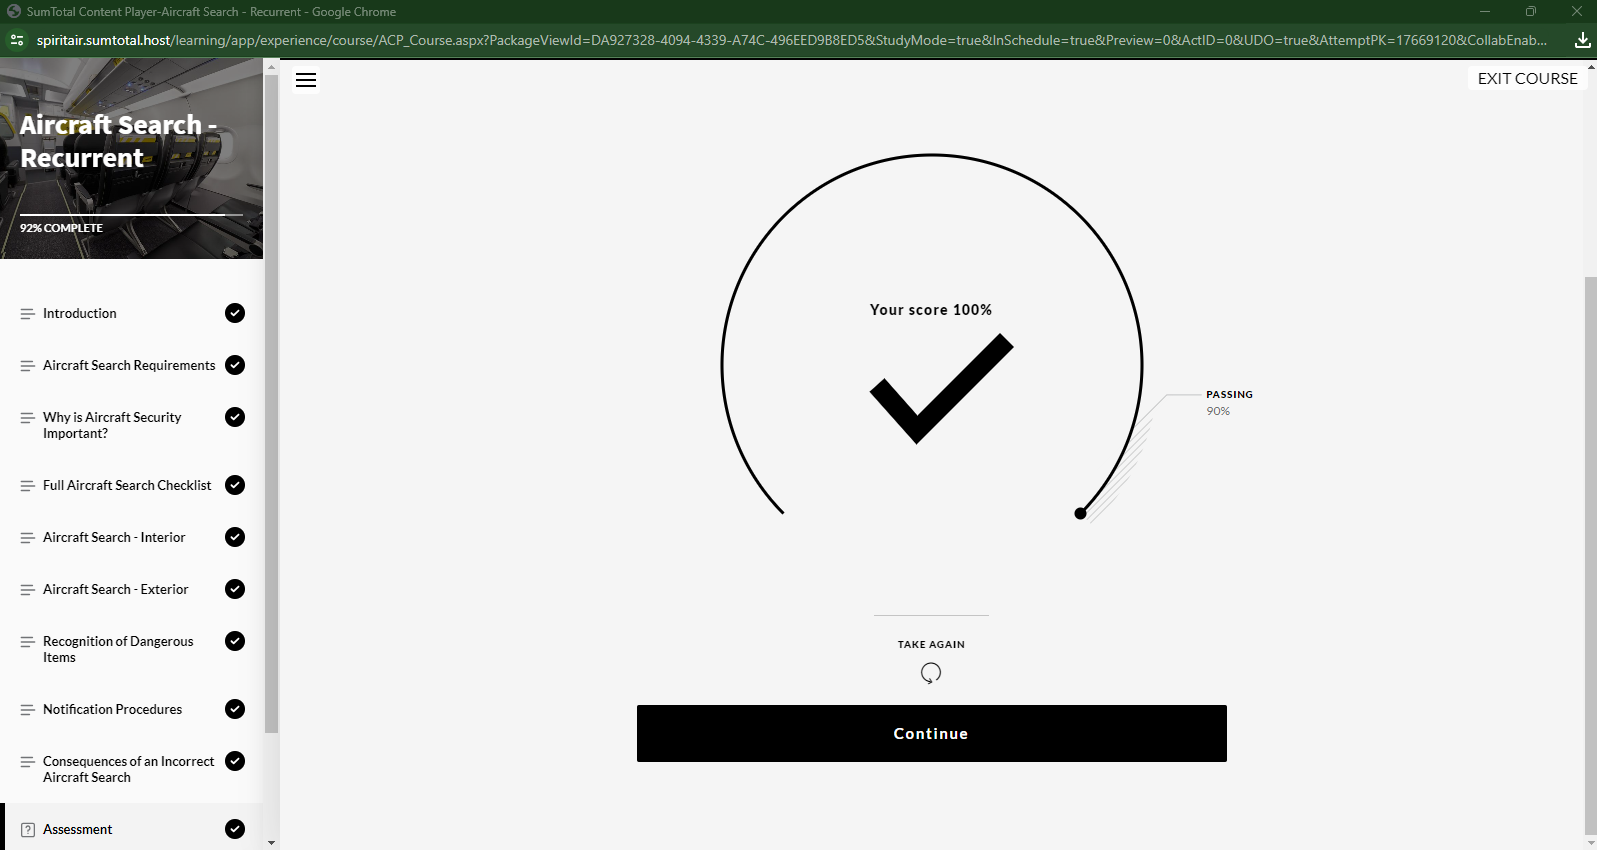 SumTotal Content Player-Aircraft Search - Recurrent - Google Chrome
spiritair.sumtotal.host/learning/app/experience/course/ACP_Course.aspx?PackageViewId=DA927328-4094-4339-A74C-496EED9B8ED5&StudyMode=true&InSchedule=true&Preview=0&ActID=0&UDO=true&AttemptPK=17669120&CollabEnab...
Aircraft Search -
Recurrent
92% COMPLETE
Introduction
Aircraft Search Requirements
Why is Aircraft Security
Important?
Full Aircraft Search Checklist
Aircraft Search - Interior
Aircraft Search - Exterior
Recognition of Dangerous
Items
Notification Procedures
Consequences of an Incorrect
Aircraft Search
Assessment
EXIT COURSE
Your score 100%
PASSING
90%
TAKE AGAIN
Continue